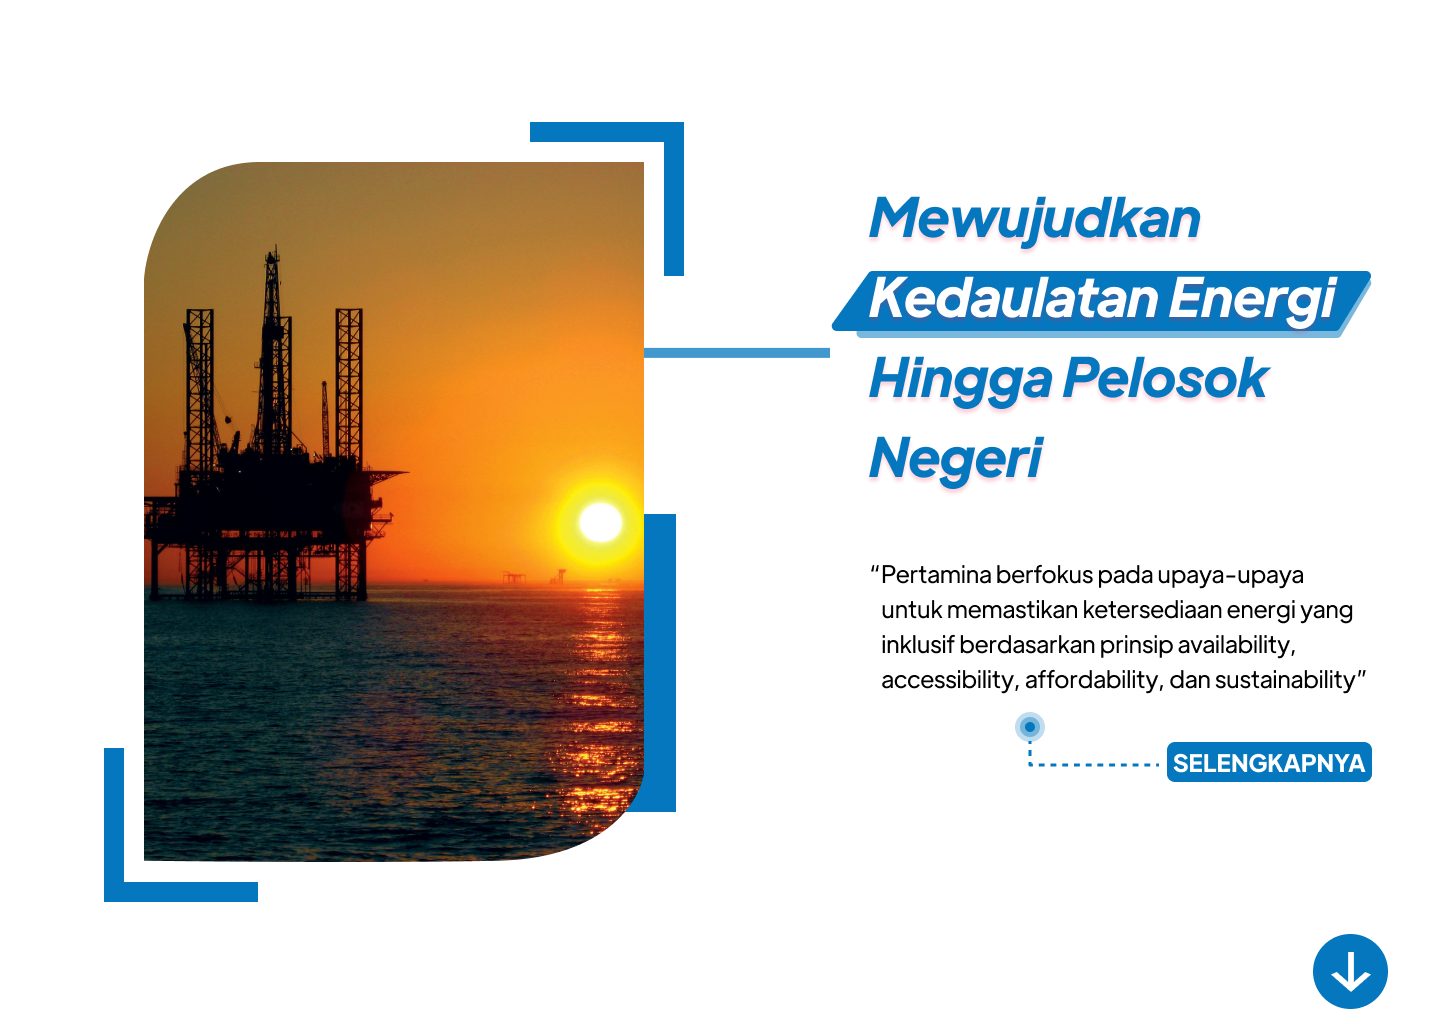 Mewujudkan
Kedaulatan Energi
Hingga Pelosok
Negeri
“Pertamina berfokus pada upaya-upaya
untuk memastikan ketersediaan energi yang
inklusif berdasarkan prinsip availability,
accessibility, affordability, dan sustainability”
SELENGKAPNYA